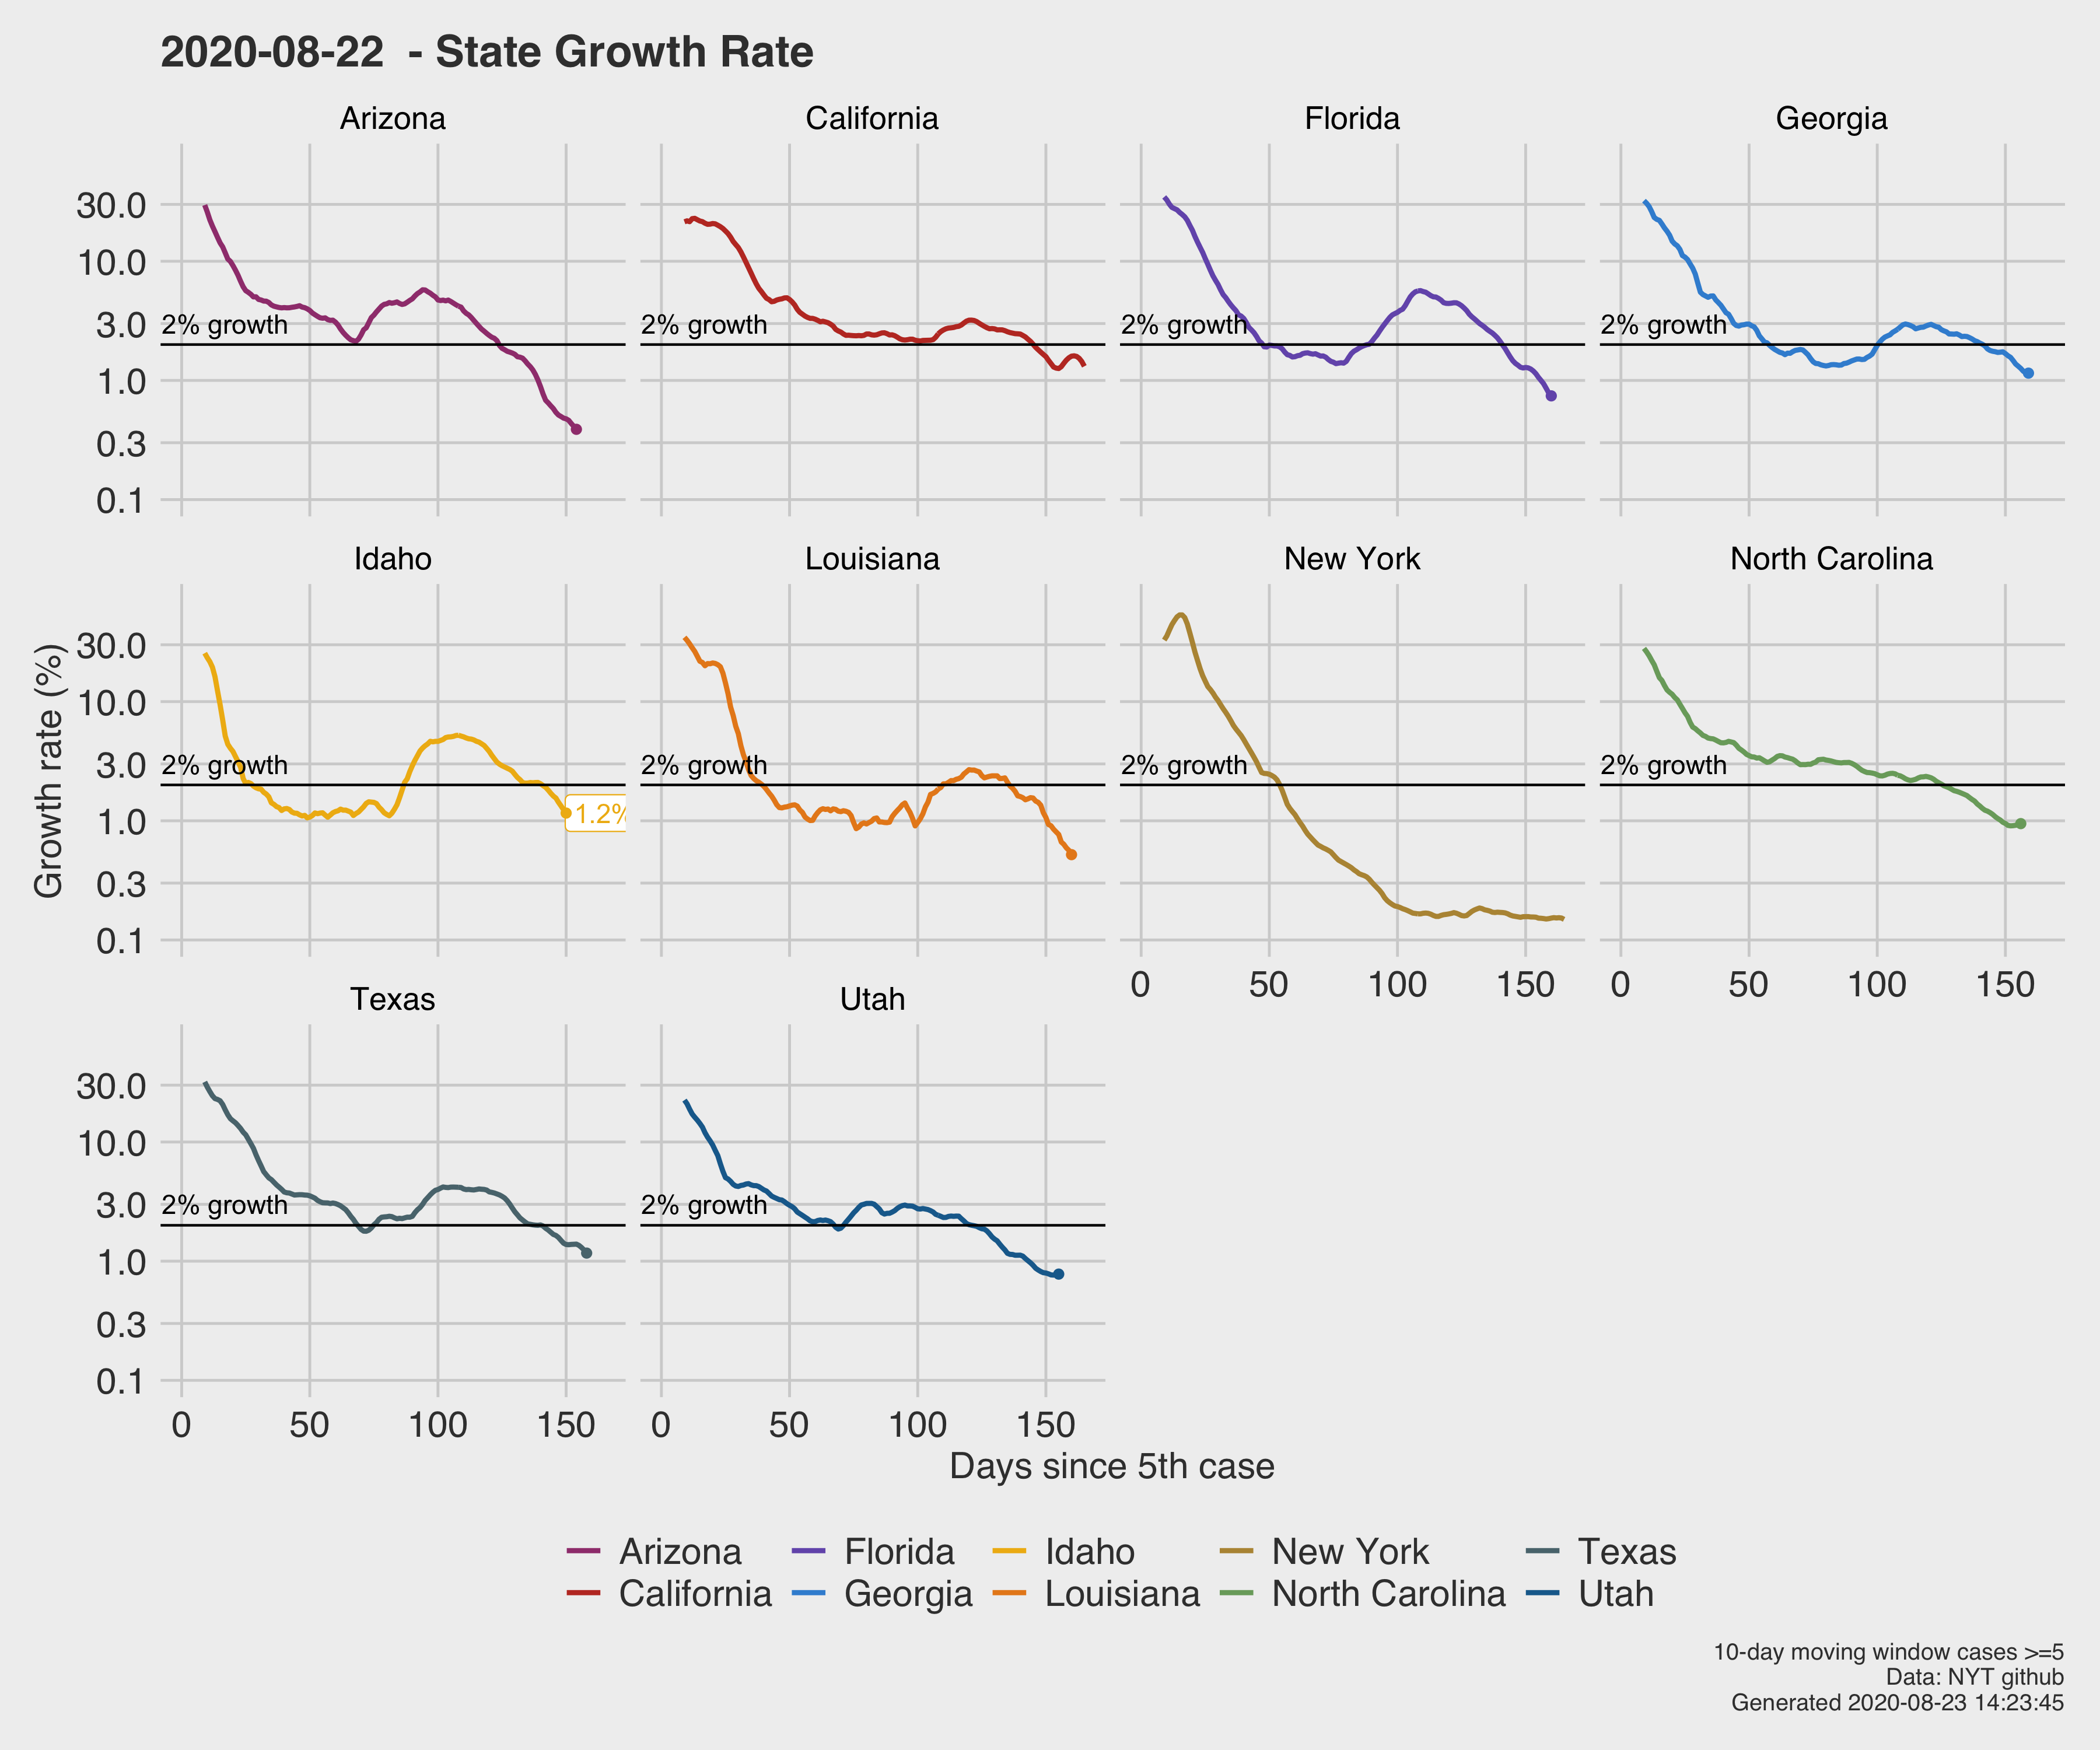 2020-08-22  - State Growth Rate
Arizona
California
Florida
Georgia
30.0
10.0
3.0
1.0
0.3
0.1
2% growth
2% growth
2% growth
2% growth
Idaho
Louisiana
New York
North Carolina
Growth rate (%)
30.0
10.0
3.0
1.0
0.3
0.1
2% growth
2% growth
2% growth
2% growth
1.2%
0 50 100 150
0 50 100 150
Texas
Utah
30.0
10.0
3.0
1.0
0.3
0.1
2% growth
2% growth
0 50 100 150
0 50 100 150
Days since 5th case
Arizona Florida Idaho New York Texas
California Georgia Louisiana North Carolina Utah
10-day moving window cases >=5
Data: NYT github
Generated 2020-08-23 14:23:45